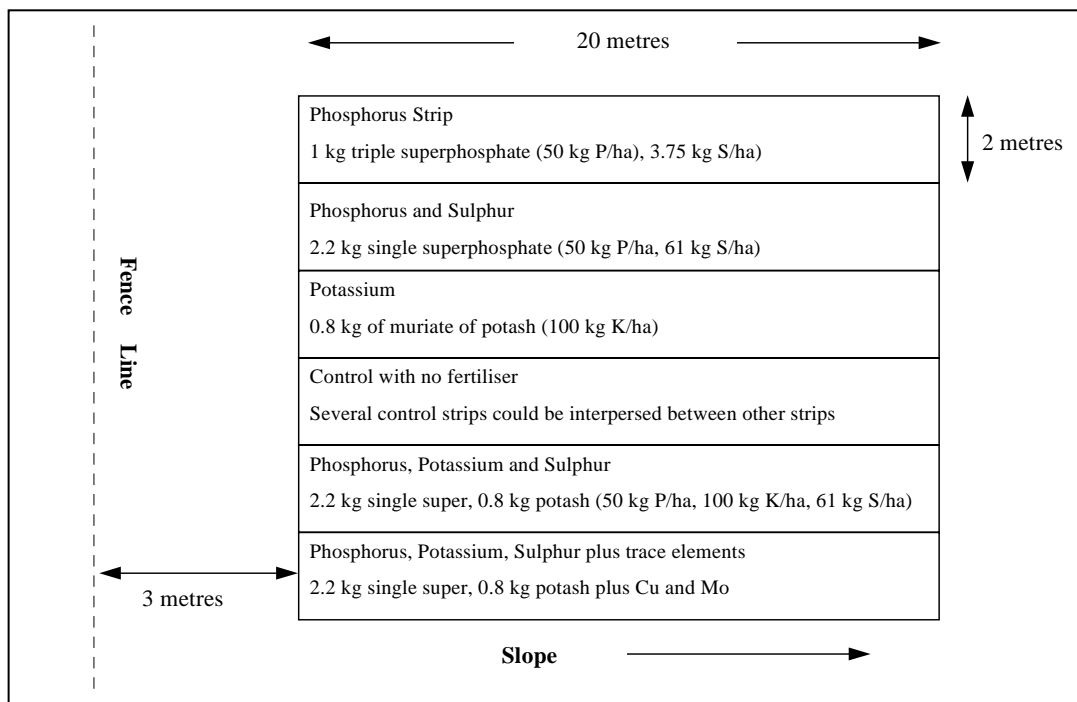 20 metres
Phosphorus Strip
1 kg triple superphosphate (50 kg P/ha), 3.75 kg S/ha)
2 metres
Phosphorus and Sulphur
2.2 kg single superphosphate (50 kg P/ha, 61 kg S/ha)
Fence Line
Potassium
0.8 kg of muriate of potash (100 kg K/ha)
Control with no fertiliser
Several control strips could be interpersed between other strips
Phosphorus, Potassium and Sulphur
2.2 kg single super, 0.8 kg potash (50 kg P/ha, 100 kg K/ha, 61 kg S/ha)
Phosphorus, Potassium, Sulphur plus trace elements
2.2 kg single super, 0.8 kg potash plus Cu and Mo
3 metres
Slope